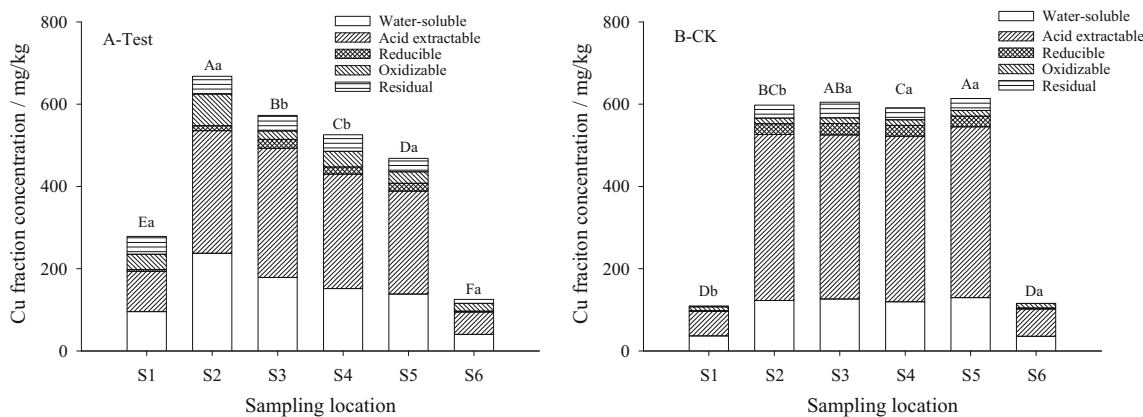 A-Test
Water-soluble
Acid extractable
Reducible
Oxidizable
Residual
Cu fraction concentration / mg/kg
800
600
400
200
0
Ea
Aa
Bb
Cb
Da
Fa
S1 S2 S3 S4 S5 S6
Sampling location
B-CK
Water-soluble
Acid extractable
Reducible
Oxidizable
Residual
Cu fraciton concentration / mg/kg
800
600
400
200
0
Db
BCb
ABa
Ca
Aa
Da
S1 S2 S3 S4 S5 S6
Sampling location